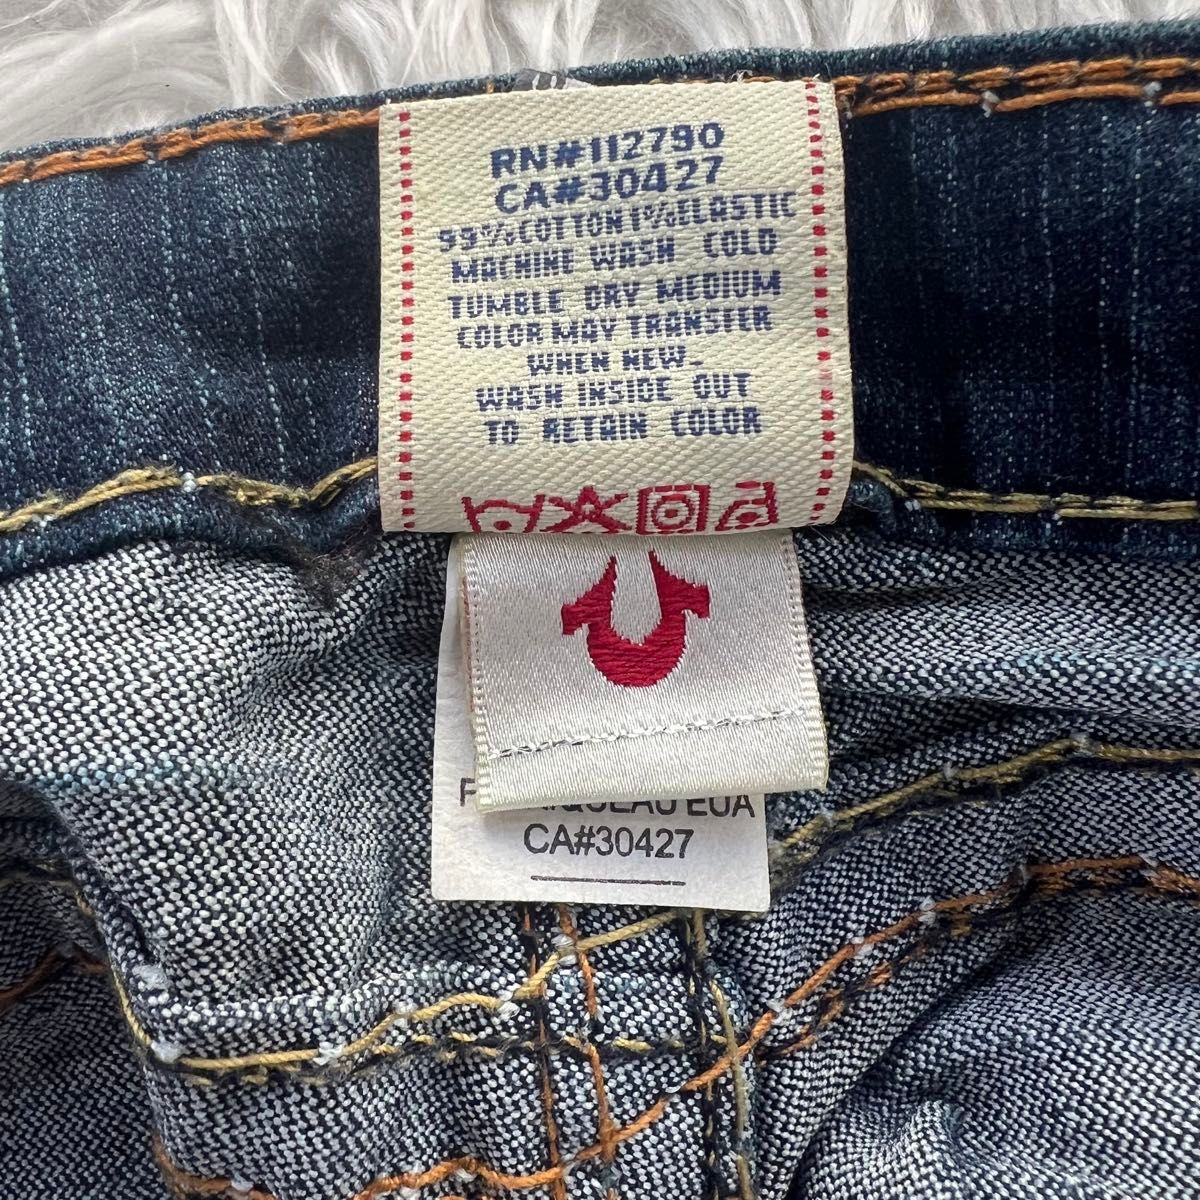 RN#112790
CA#30427
99%COTTON 1%ELASTIC
MACHINE WASH COLD
TUMBLE DRY MEDIUM
COLOR MAY TRANSFER
WHEN NEW-
WASH INSIDE OUT
TO RETAIN COLOR
EUA
CA#30427